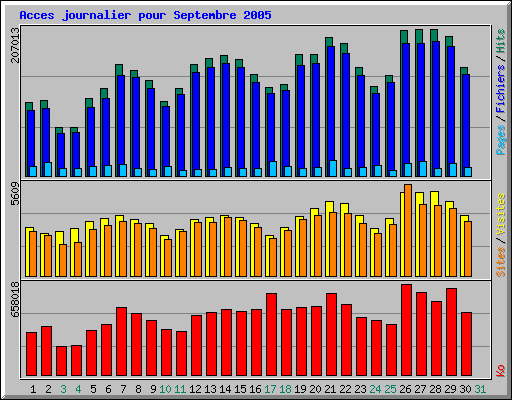 Acces journalier pour Septembre 2005
207013
Pages / Fichiers / Hits
5609
Sites / Visites
658018
Ko
1 2 3 4 5 6 7 8 9 10 11 12 13 14 15 16 17 18 19 20 21 22 23 24 25 26 27 28 29 30 31